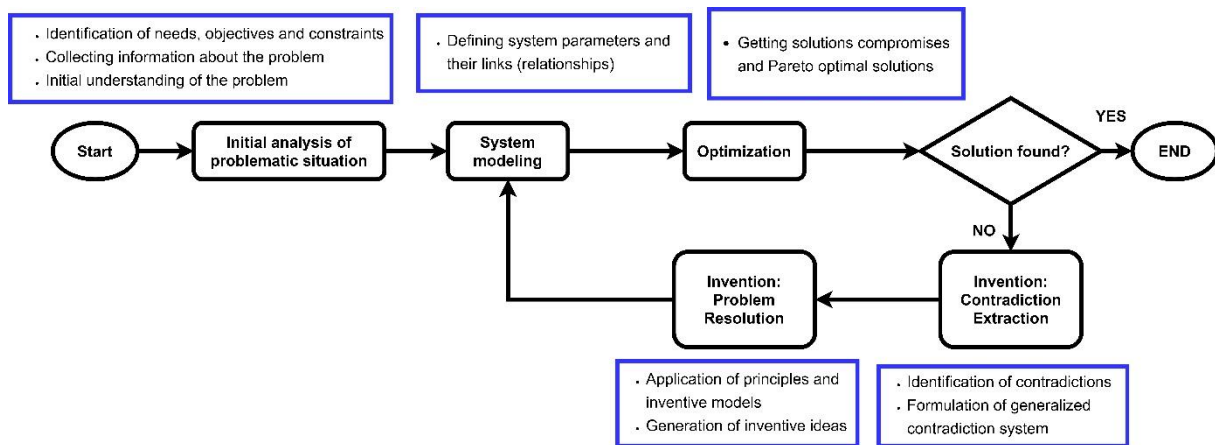 • Identification of needs, objectives and constraints
• Collecting information about the problem
• Initial understanding of the problem
• Defining system parameters and
their links (relationships)
• Getting solutions compromises
and Pareto optimal solutions
Start
Initial analysis of
problematic situation
System
modeling
Optimization
Solution found?
YES
END
NO
Invention:
Problem
Resolution
Invention:
Contradiction
Extraction
• Application of principles and
inventive models
• Generation of inventive ideas
• Identification of contradictions
• Formulation of generalized
contradiction system